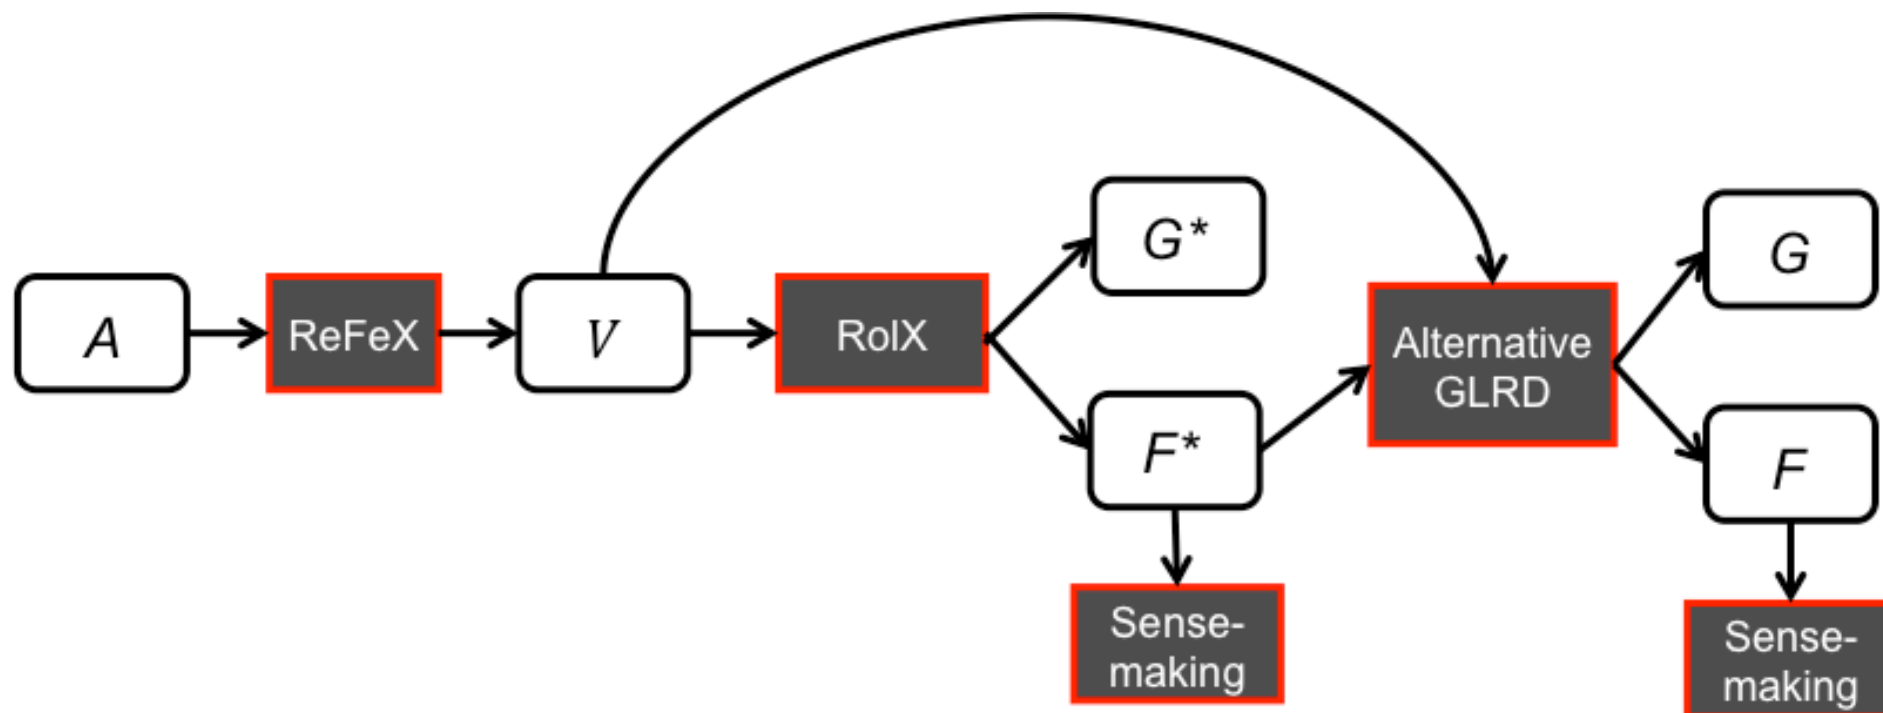 A
ReFeX
V
RolX
G*
F*
Sense-
making
Alternative
GLRD
G
F
Sense-
making